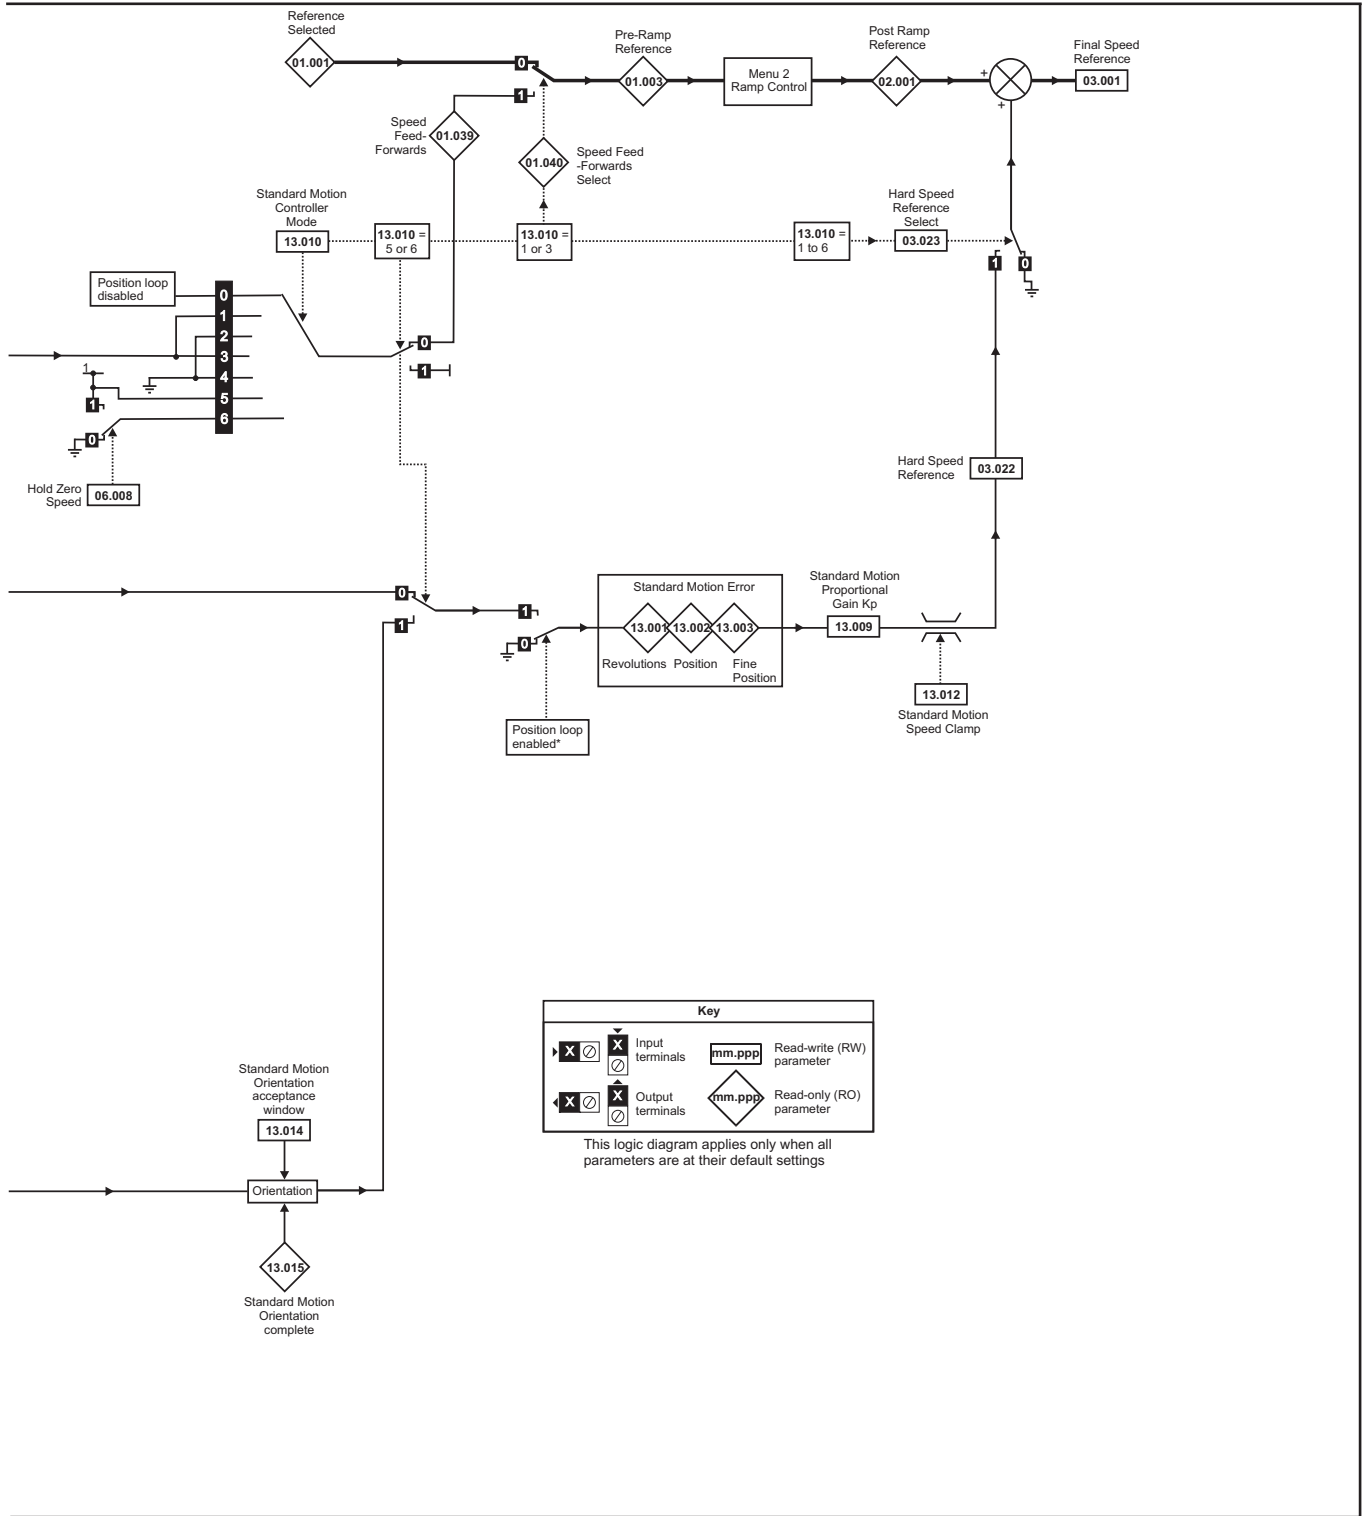 Reference
Selected
01.001
0
1
Pre-Ramp
Reference
01.003
Menu 2
Ramp Control
Post Ramp
Reference
02.001
+
+
Final Speed
Reference
03.001
Speed
Feed-
Forwards
01.039
01.040
Speed Feed
-Forwards
Select
Standard Motion
Controller
Mode
13.010
13.010 =
5 or 6
13.010 =
1 or 3
13.010 =
1 to 6
Hard Speed
Reference
Select
03.023
1
0
Position loop
disabled
0
1
2
3
4
5
6
0
1
1
1
0
Hold Zero
Speed
06.008
Hard Speed
Reference
03.022
0
1
1
0
Position loop
enabled*
Standard Motion Error
13.001
13.002
13.003
Revolutions
Position
Fine
Position
Standard Motion
Proportional
Gain Kp
13.009
13.012
Standard Motion
Speed Clamp
Key
X
X
Input
terminals
mm.ppp
Read-write (RW)
parameter
X
X
Output
terminals
mm.ppp
Read-only (RO)
parameter
This logic diagram applies only when all
parameters are at their default settings
Standard Motion
Orientation
acceptance
window
13.014
Orientation
13.015
Standard Motion
Orientation
complete